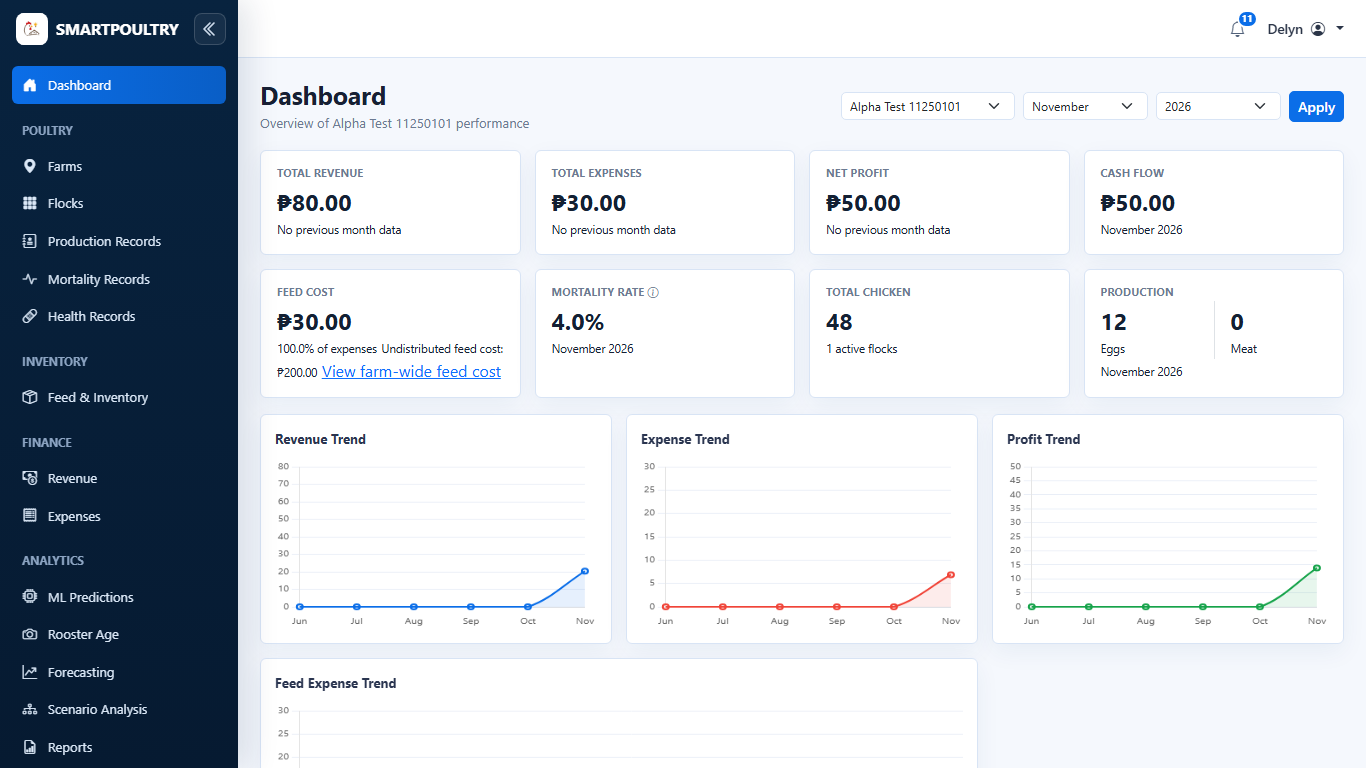 SMARTPOULTRY
11
Delyn
Dashboard
POULTRY
Farms
Flocks
Production Records
Mortality Records
Health Records
INVENTORY
Feed & Inventory
FINANCE
Revenue
Expenses
ANALYTICS
ML Predictions
Rooster Age
Forecasting
Scenario Analysis
Reports
Dashboard
Overview of Alpha Test 11250101 performance
Alpha Test 11250101
November
2026
Apply
TOTAL REVENUE
₱80.00
No previous month data
TOTAL EXPENSES
₱30.00
No previous month data
NET PROFIT
₱50.00
No previous month data
CASH FLOW
₱50.00
November 2026
FEED COST
₱30.00
100.0% of expenses Undistributed feed cost:
₱200.00 View farm-wide feed cost
MORTALITY RATE
4.0%
November 2026
TOTAL CHICKEN
48
1 active flocks
PRODUCTION
12
Eggs
0
Meat
November 2026
Revenue Trend
80
70
60
50
40
30
20
10
0
Jun Jul Aug Sep Oct Nov
Expense Trend
30
25
20
15
10
5
0
Jun Jul Aug Sep Oct Nov
Profit Trend
50
45
40
35
30
25
20
15
10
5
0
Jun Jul Aug Sep Oct Nov
Feed Expense Trend
30
25
20